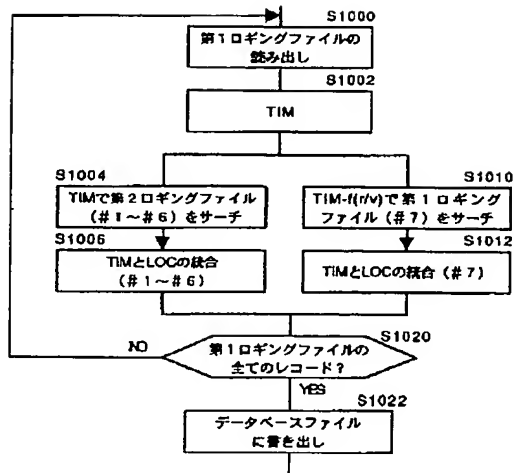 S1000
第1ロギングファイルの
読み出し
S1002
TIM
S1004
TIMで第2ロギングファイル
(#1~#6)をサーチ
S1010
TIM-f(r/v)で第1ロギング
ファイル(#7)をサーチ
S1006
TIMとLOCの統合
(#1~#6)
S1012
TIMとLOCの統合(#7)
S1020
NO
第1ロギングファイルの
全てのレコード?
YES
S1022
データベースファイル
に書き出し